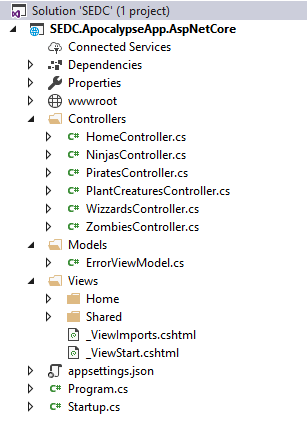 Solution 'SEDC' (1 project)
SEDC.ApocalypseApp.AspNetCore
Connected Services
Dependencies
Properties
wwwroot
Controllers
C# HomeController.cs
C# NinjasController.cs
C# PiratesController.cs
C# PlantCreaturesController.cs
C# WizzardsController.cs
C# ZombiesController.cs
Models
C# ErrorViewModel.cs
Views
Home
Shared
_ViewImports.cshtml
_ViewStart.cshtml
appsettings.json
C# Program.cs
C# Startup.cs